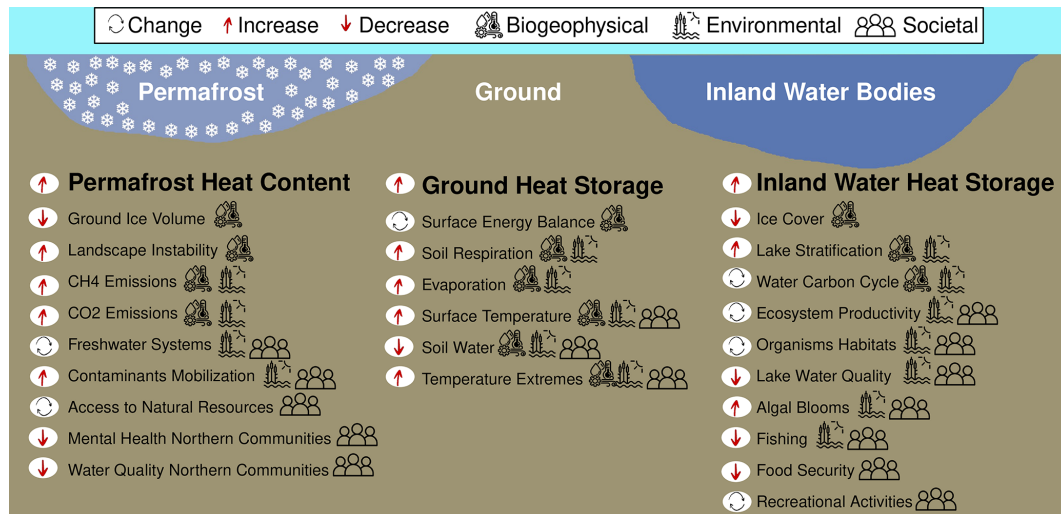 Change Increase Decrease Biogeophysical Environmental Societal
Permafrost
Ground
Inland Water Bodies
Permafrost Heat Content
Ground Ice Volume
Landscape Instability
CH4 Emissions
CO2 Emissions
Freshwater Systems
Contaminants Mobilization
Access to Natural Resources
Mental Health Northern Communities
Water Quality Northern Communities
Ground Heat Storage
Surface Energy Balance
Soil Respiration
Evaporation
Surface Temperature
Soil Water
Temperature Extremes
Inland Water Heat Storage
Ice Cover
Lake Stratification
Water Carbon Cycle
Ecosystem Productivity
Organisms Habitats
Lake Water Quality
Algal Blooms
Fishing
Food Security
Recreational Activities